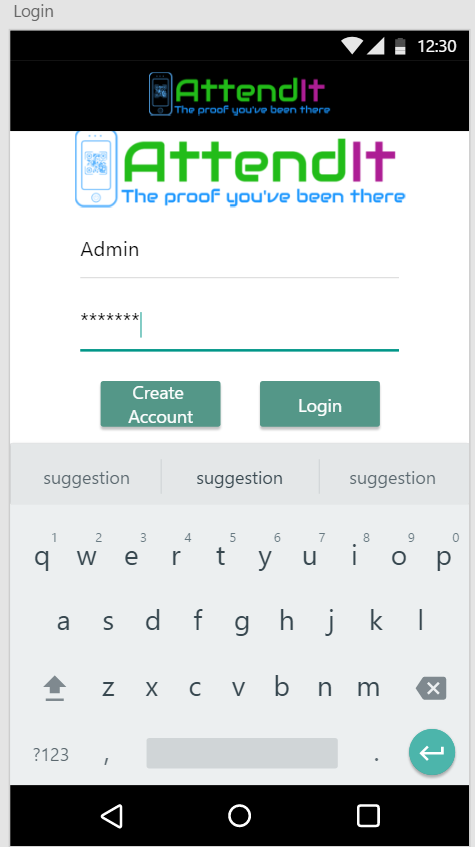 Login
12:30
AttendIt
The proof you've been there
AttendIt
The proof you've been there
Admin
*******
Create
Account
Login
suggestion suggestion suggestion
1 2 3 4 5 6 7 8 9 0
q w e r t y u i o p
a s d f g h j k l
z x c v b n m
?123 , .